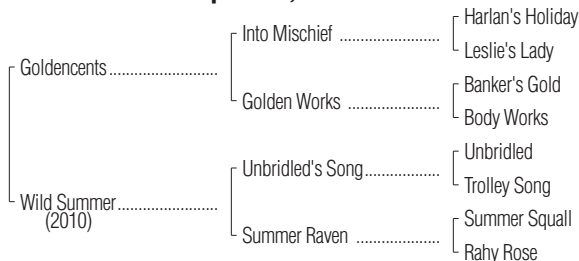 Harlan's Holiday
Into Mischief ....................
Leslie's Lady
Goldencents......................
Banker's Gold
Golden Works ..................
Body Works
Unbridled
Unbridled's Song...............
Trolley Song
Wild Summer....................
(2010)
Summer Squall
Summer Raven .................
Rahy Rose